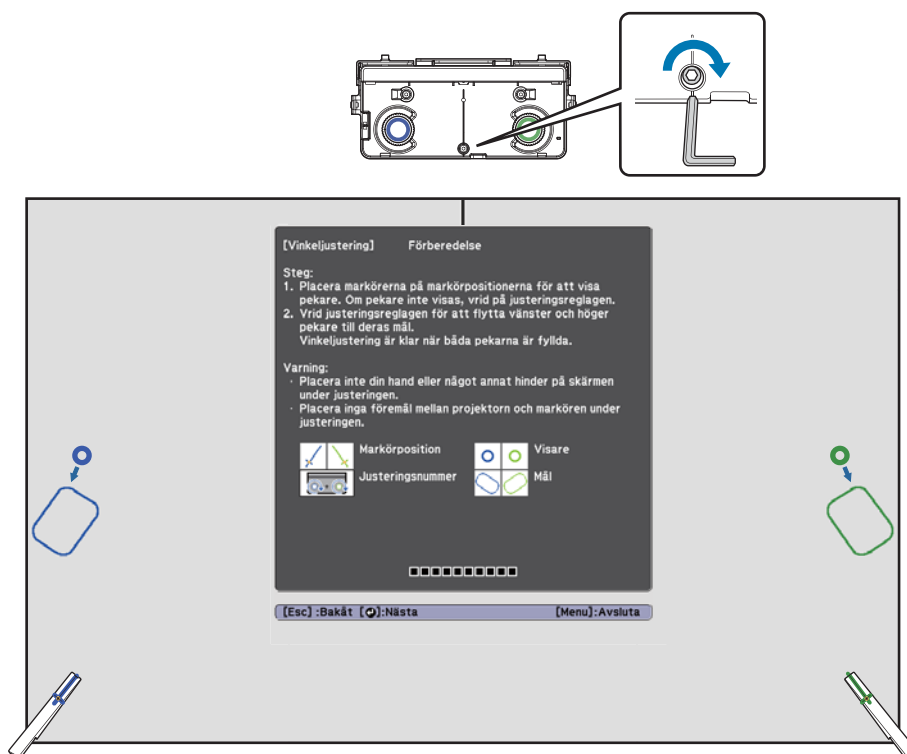 [Vinkeljustering] Förberedelse
Steg:
1. Placera markörerna på markörpositionerna för att visa
pekare. Om pekare inte visas, vrid på justeringsreglagen.
2. Vrid justeringsreglagen för att flytta vänster och höger
pekare till deras mål.
Vinkeljustering är klar när båda pekarna är fyllda.
Varning:
· Placera inte din hand eller något annat hinder på skärmen
under justeringen.
· Placera inga föremål mellan projektorn och markören under
justeringen.
Markörposition
Visare
Justeringsnummer
Mål
[Esc] :Bakåt [⏎]:Nästa [Menu]:Avsluta